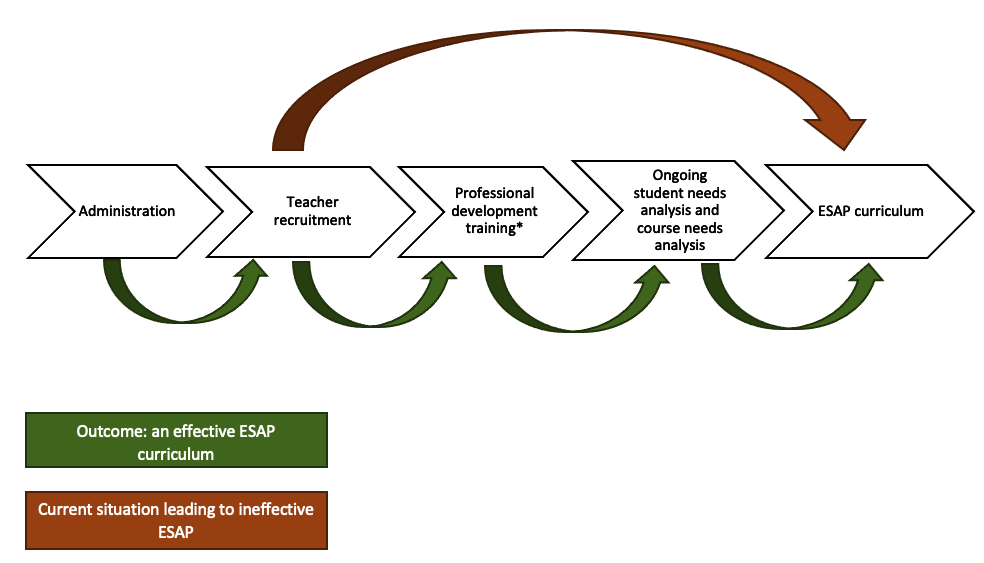 Administration
Teacher
recruitment
Professional
development
training*
Ongoing
student needs
analysis and
course needs
analysis
ESAP curriculum
Outcome: an effective ESAP
curriculum
Current situation leading to ineffective
ESAP